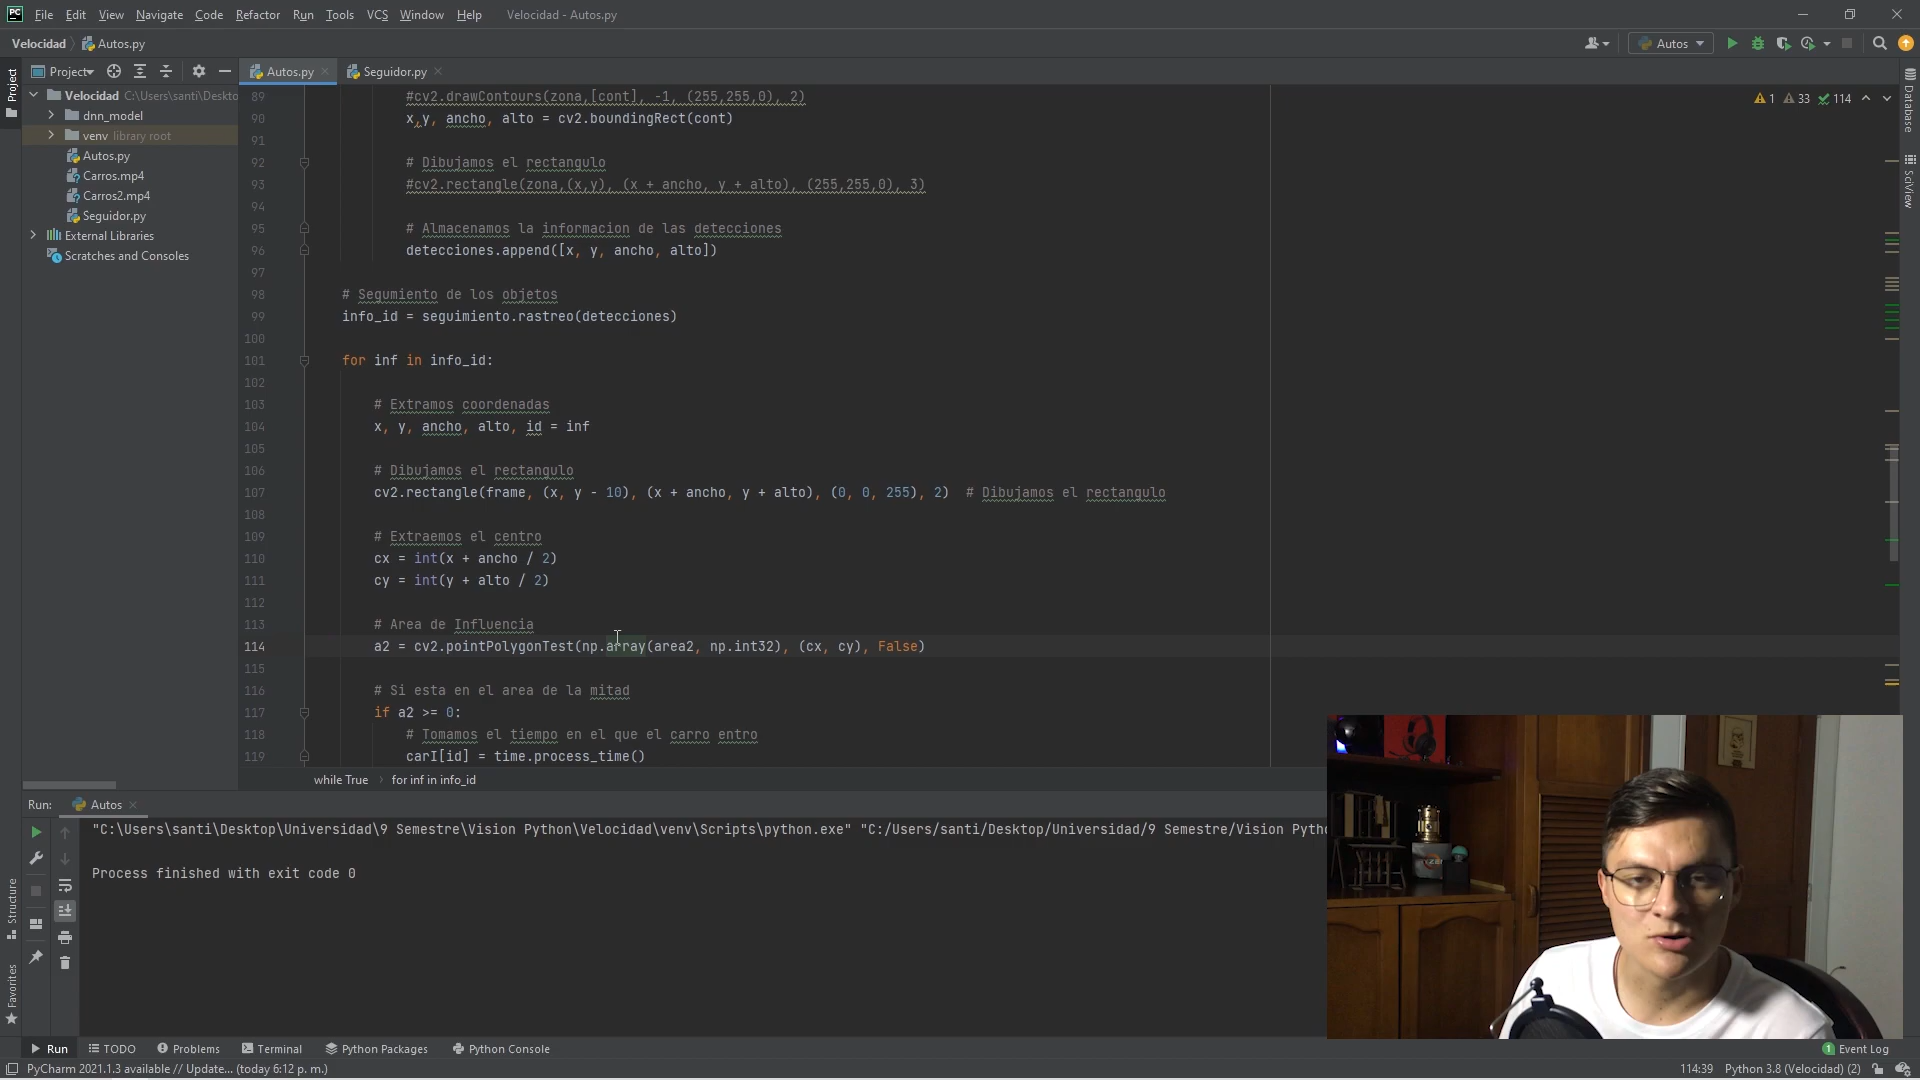 PC File Edit View Navigate Code Refactor Run Tools VCS Window Help Velocidad - Autos.py
Velocidad Autos.py Autos
Project Autos.py Seguidor.py
Velocidad C:\Users\santi\Deskto
dnn_model
venv library root
Autos.py
Carros.mp4
Carros2.mp4
Seguidor.py
External Libraries
Scratches and Consoles
Project
Structure
Favorites
Database
SciView
1 33 114
89 #cv2.drawContours(zona,[cont], -1, (255,255,0), 2)
90 x,y, ancho, alto = cv2.boundingRect(cont)
91
92 # Dibujamos el rectangulo
93 #cv2.rectangle(zona,(x,y), (x + ancho, y + alto), (255,255,0), 3)
94
95 # Almacenamos la informacion de las detecciones
96 detecciones.append([x, y, ancho, alto])
97
98 # Segumiento de los objetos
99 info_id = seguimiento.rastreo(detecciones)
100
101 for inf in info_id:
102
103 # Extramos coordenadas
104 x, y, ancho, alto, id = inf
105
106 # Dibujamos el rectangulo
107 cv2.rectangle(frame, (x, y - 10), (x + ancho, y + alto), (0, 0, 255), 2)  # Dibujamos el rectangulo
108
109 # Extraemos el centro
110 cx = int(x + ancho / 2)
111 cy = int(y + alto / 2)
112
113 # Area de Influencia
114 a2 = cv2.pointPolygonTest(np.array(area2, np.int32), (cx, cy), False)
115
116 # Si esta en el area de la mitad
117 if a2 >= 0:
118 # Tomamos el tiempo en el que el carro entro
119 carI[id] = time.process_time()
while True for inf in info_id
Run: Autos
"C:\Users\santi\Desktop\Universidad\9 Semestre\Vision Python\Velocidad\venv\Scripts\python.exe" "C:/Users/santi/Desktop/Universidad/9 Semestre/Vision Pytho
Process finished with exit code 0
Run TODO Problems Terminal Python Packages Python Console 1 Event Log
PyCharm 2021.1.3 available // Update... (today 6:12 p. m.) 114:39 Python 3.8 (Velocidad) (2)